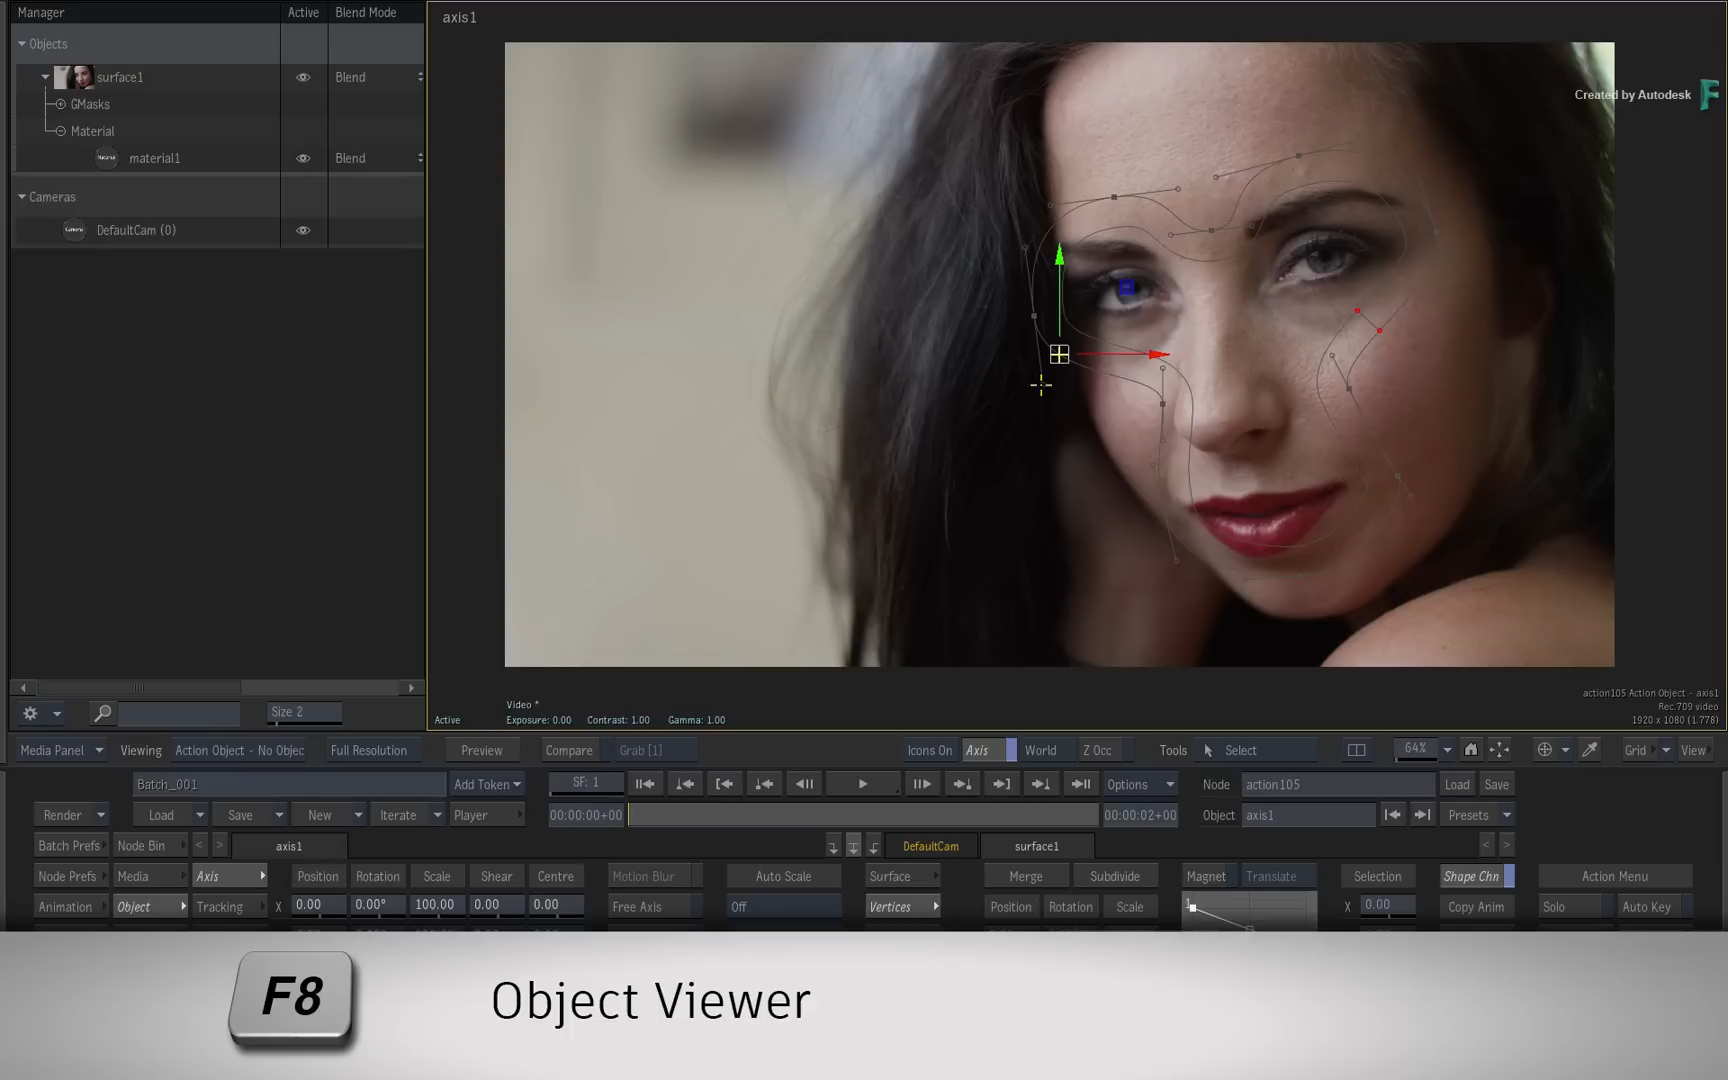 Manager Active Blend Mode
axis1
Objects
surface1 Blend
Created by Autodesk
GMasks
Material
material1 Blend
Cameras
DefaultCam (0)
action105 Action Object - axis1
Rec.709 video
1920 x 1080 (1.778)
Video *
Active Exposure: 0.00 Contrast: 1.00 Gamma: 1.00
Size 2
Media Panel Viewing Action Object - No Objec Full Resolution Preview Compare Grab [1] Icons On Axis World Z Occ Tools Select 64% Grid View
Batch_001 Add Token SF: 1 Options Node action105 Load Save
Render Load Save New Iterate Player 00:00:00+00 00:00:02+00 Object axis1 Presets
Batch Prefs Node Bin < > axis1 DefaultCam surface1 < >
Node Prefs Media Axis Position Rotation Scale Shear Centre Motion Blur Auto Scale Surface Merge Subdivide Magnet Translate Selection Shape Chn Action Menu
Animation Object Tracking X 0.00 0.00° 100.00 0.00 0.00 Free Axis Off Vertices Position Rotation Scale 1 X 0.00 Copy Anim Solo Auto Key
F8 Object Viewer